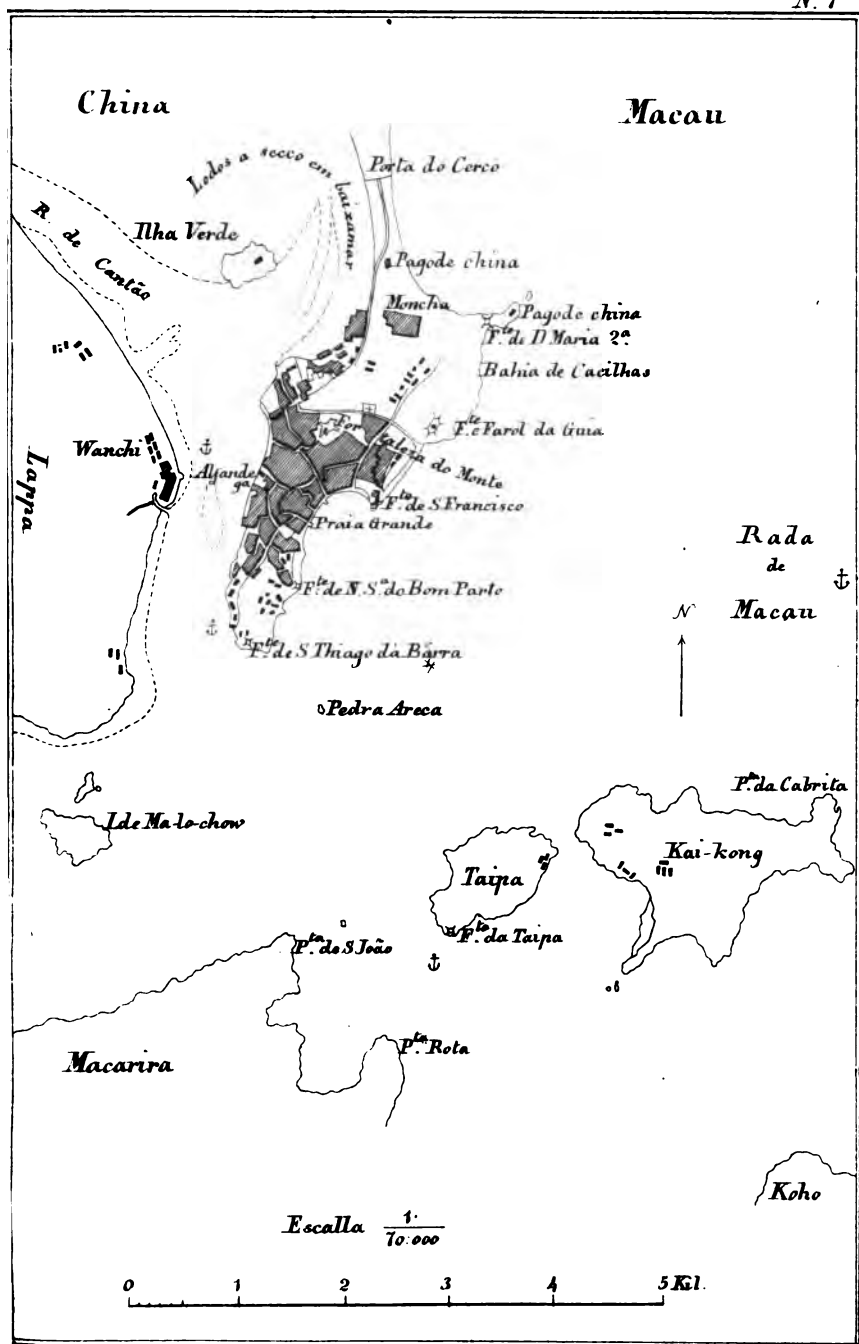 N. 7
China
Macau
Lodos a secco em baixamar
Porta do Cerco
R. de Cantão
Ilha Verde
Pagode china
Moncha
Pagode china
F.te de D Maria 2.a
Bahia de Cacilhas
F.te e Farol da Guia
Fortaleza do Monte
Wanchi
Lappa
Alfandega
F.te de S Francisco
Praia Grande
Rada
de
Macau
F.te de N. S.a do Bom Parto
N
F.te de S Thiago da Barra
Pedra Areca
P.ta da Cabrita
I. de Ma-lo-chow
Kai-kong
Taipa
F.te da Taipa
P.ta de S João
P.ta Rota
Macarira
Koho
Escalla 1/70:000
0 1 2 3 4 5 Kil.